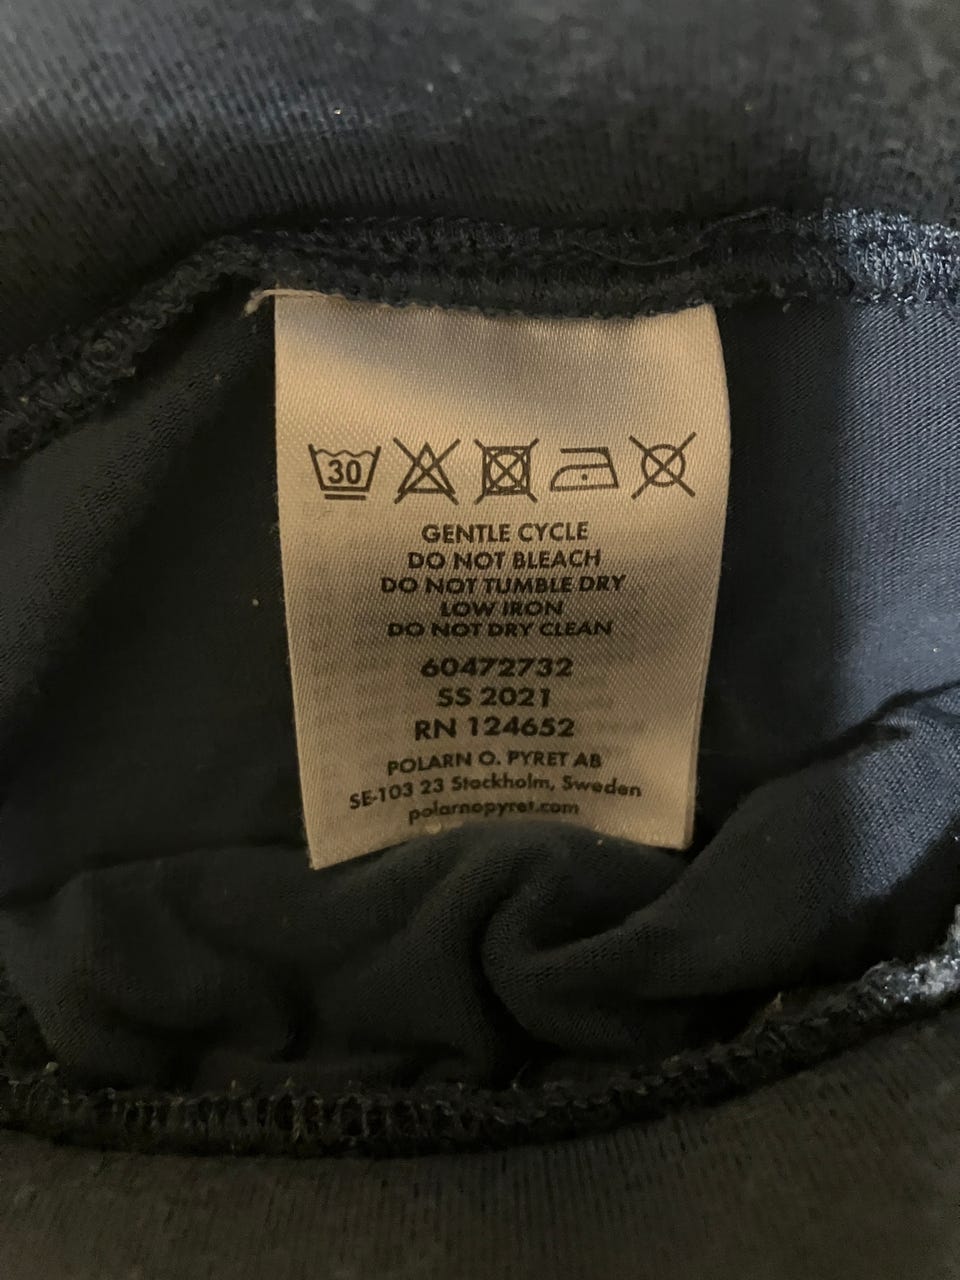 30
GENTLE CYCLE
DO NOT BLEACH
DO NOT TUMBLE DRY
LOW IRON
DO NOT DRY CLEAN
60472732
SS 2021
RN 124652
POLARN O. PYRET AB
SE-103 23 Stockholm, Sweden
polarnopyret.com